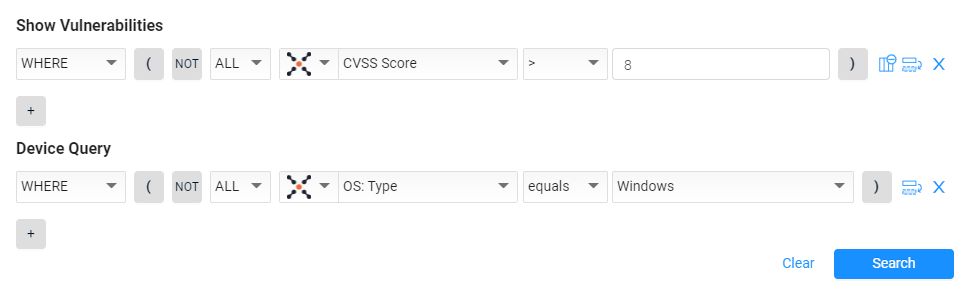 Show Vulnerabilities
WHERE ( NOT ALL CVSS Score > 8 )
+
Device Query
WHERE ( NOT ALL OS: Type equals Windows )
+
Clear Search